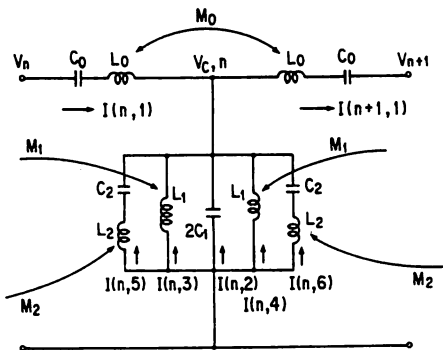 M0
Vn C0 L0 VC, n L0 C0 Vn+1
I(n,1) I(n+1,1)
M1 M1
C2 L1 L1 C2
2C1
L2 L2
I(n,5) I(n,3) I(n,2) I(n,6)
I(n,4)
M2 M2